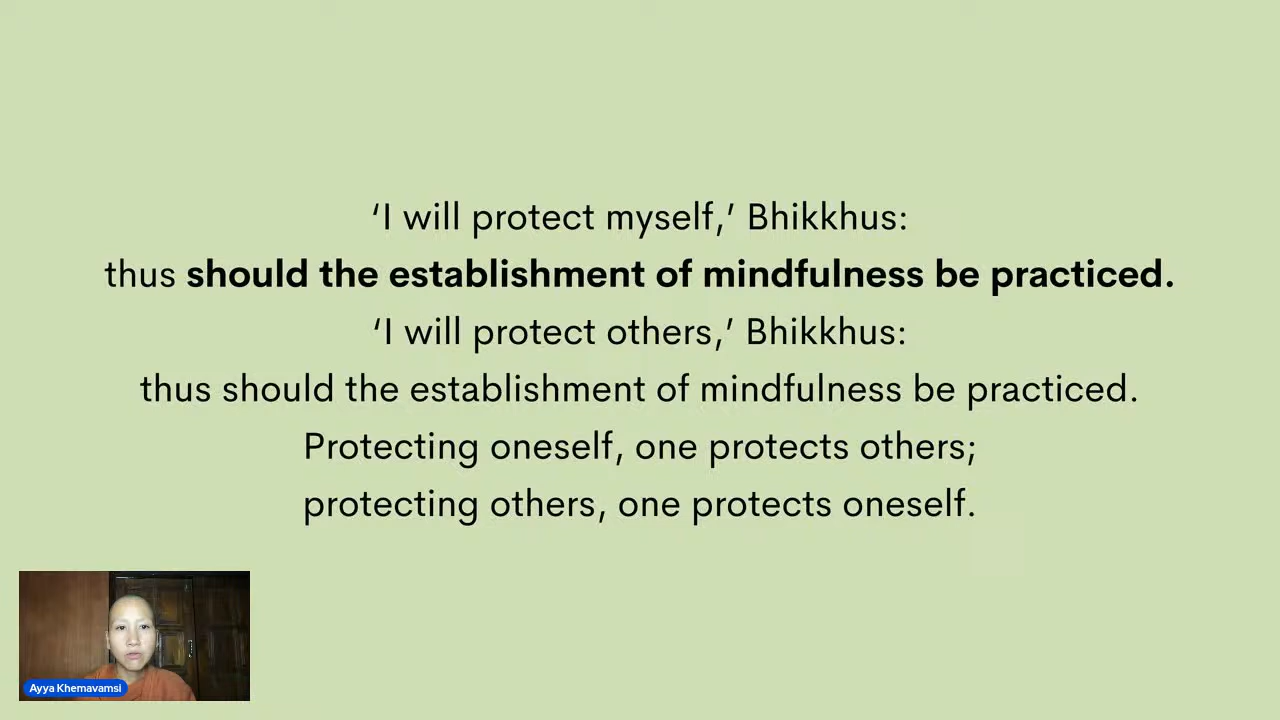 ‘I will protect myself,’ Bhikkhus:
thus should the establishment of mindfulness be practiced.
‘I will protect others,’ Bhikkhus:
thus should the establishment of mindfulness be practiced.
Protecting oneself, one protects others;
protecting others, one protects oneself.
Ayya Khemavamsi